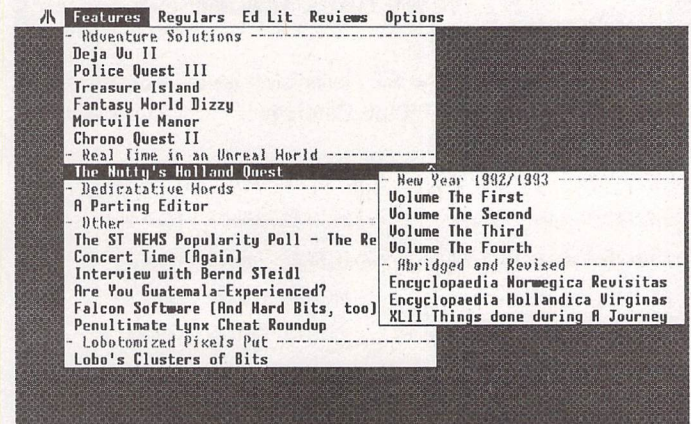 Features Regulars Ed Lit Reviews Options
Adventure Solutions
Deja Vu II
Police Quest III
Treasure Island
Fantasy World Dizzy
Mortville Manor
Chrono Quest II
Real Time in an Unreal World
The Nutty's Holland Quest
Dedicatative Words
A Parting Editor
Other
The ST NEWS Popularity Poll - The Re
Concert Time (Again)
Interview with Bernd STeidl
Are You Guatemala-Experienced?
Falcon Software (And Hard Bits, too)
Penultimate Lynx Cheat Roundup
Lobotomized Pixels Put
Lobo's Clusters of Bits
New Year 1992/1993
Volume The First
Volume The Second
Volume The Third
Volume The Fourth
Abridged and Revised
Encyclopaedia Norwegica Revisitas
Encyclopaedia Hollandica Virginas
XLII Things done during A Journey